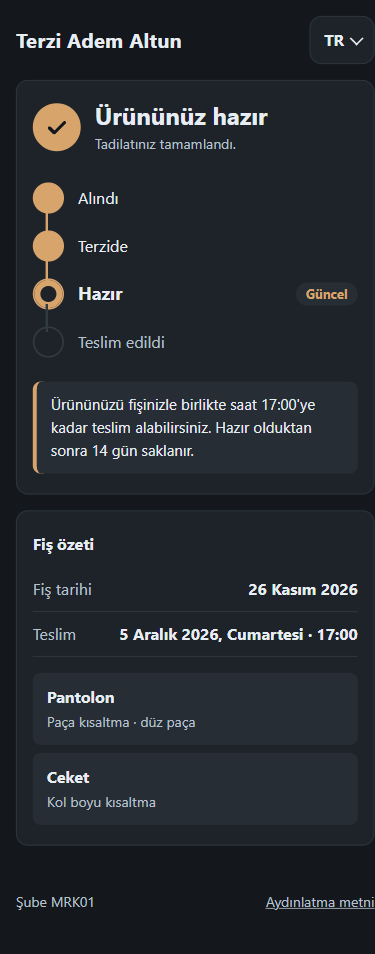 Terzi Adem Altun
TR
Ürününüz hazır
Tadilatınız tamamlandı.
Alındı
Terzide
Hazır
Güncel
Teslim edildi
Ürününüzü fişinizle birlikte saat 17:00'ye
kadar teslim alabilirsiniz. Hazır olduktan
sonra 14 gün saklanır.
Fiş özeti
Fiş tarihi
26 Kasım 2026
Teslim
5 Aralık 2026, Cumartesi · 17:00
Pantolon
Paça kısaltma · düz paça
Ceket
Kol boyu kısaltma
Şube MRK01
Aydınlatma metni